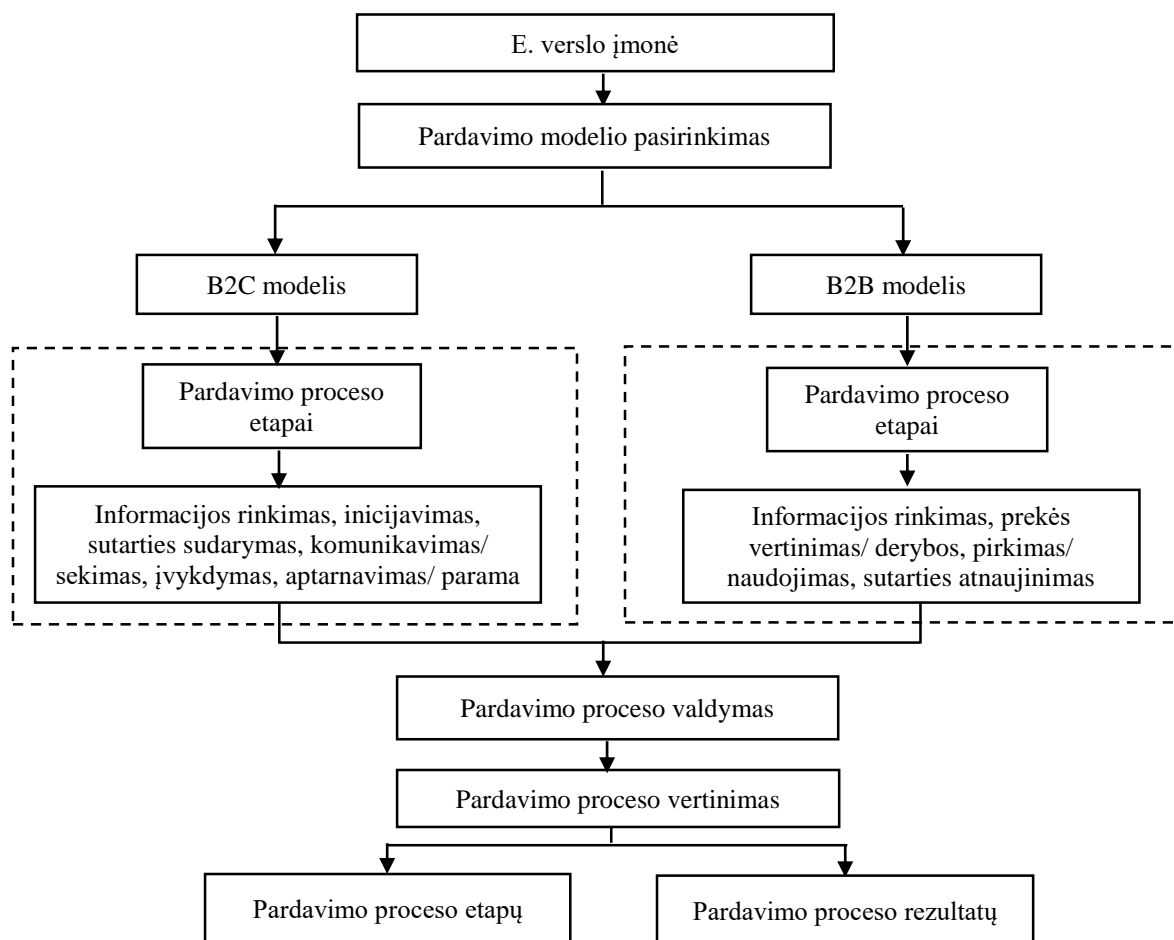 E. verslo įmonė
Pardavimo modelio pasirinkimas
B2C modelis
B2B modelis
Pardavimo proceso
etapai
Pardavimo proceso
etapai
Informacijos rinkimas, inicijavimas,
sutarties sudarymas, komunikavimas/
sekimas, įvykdymas, aptarnavimas/ parama
Informacijos rinkimas, prekės
vertinimas/ derybos, pirkimas/
naudojimas, sutarties atnaujinimas
Pardavimo proceso valdymas
Pardavimo proceso vertinimas
Pardavimo proceso etapų
Pardavimo proceso rezultatų